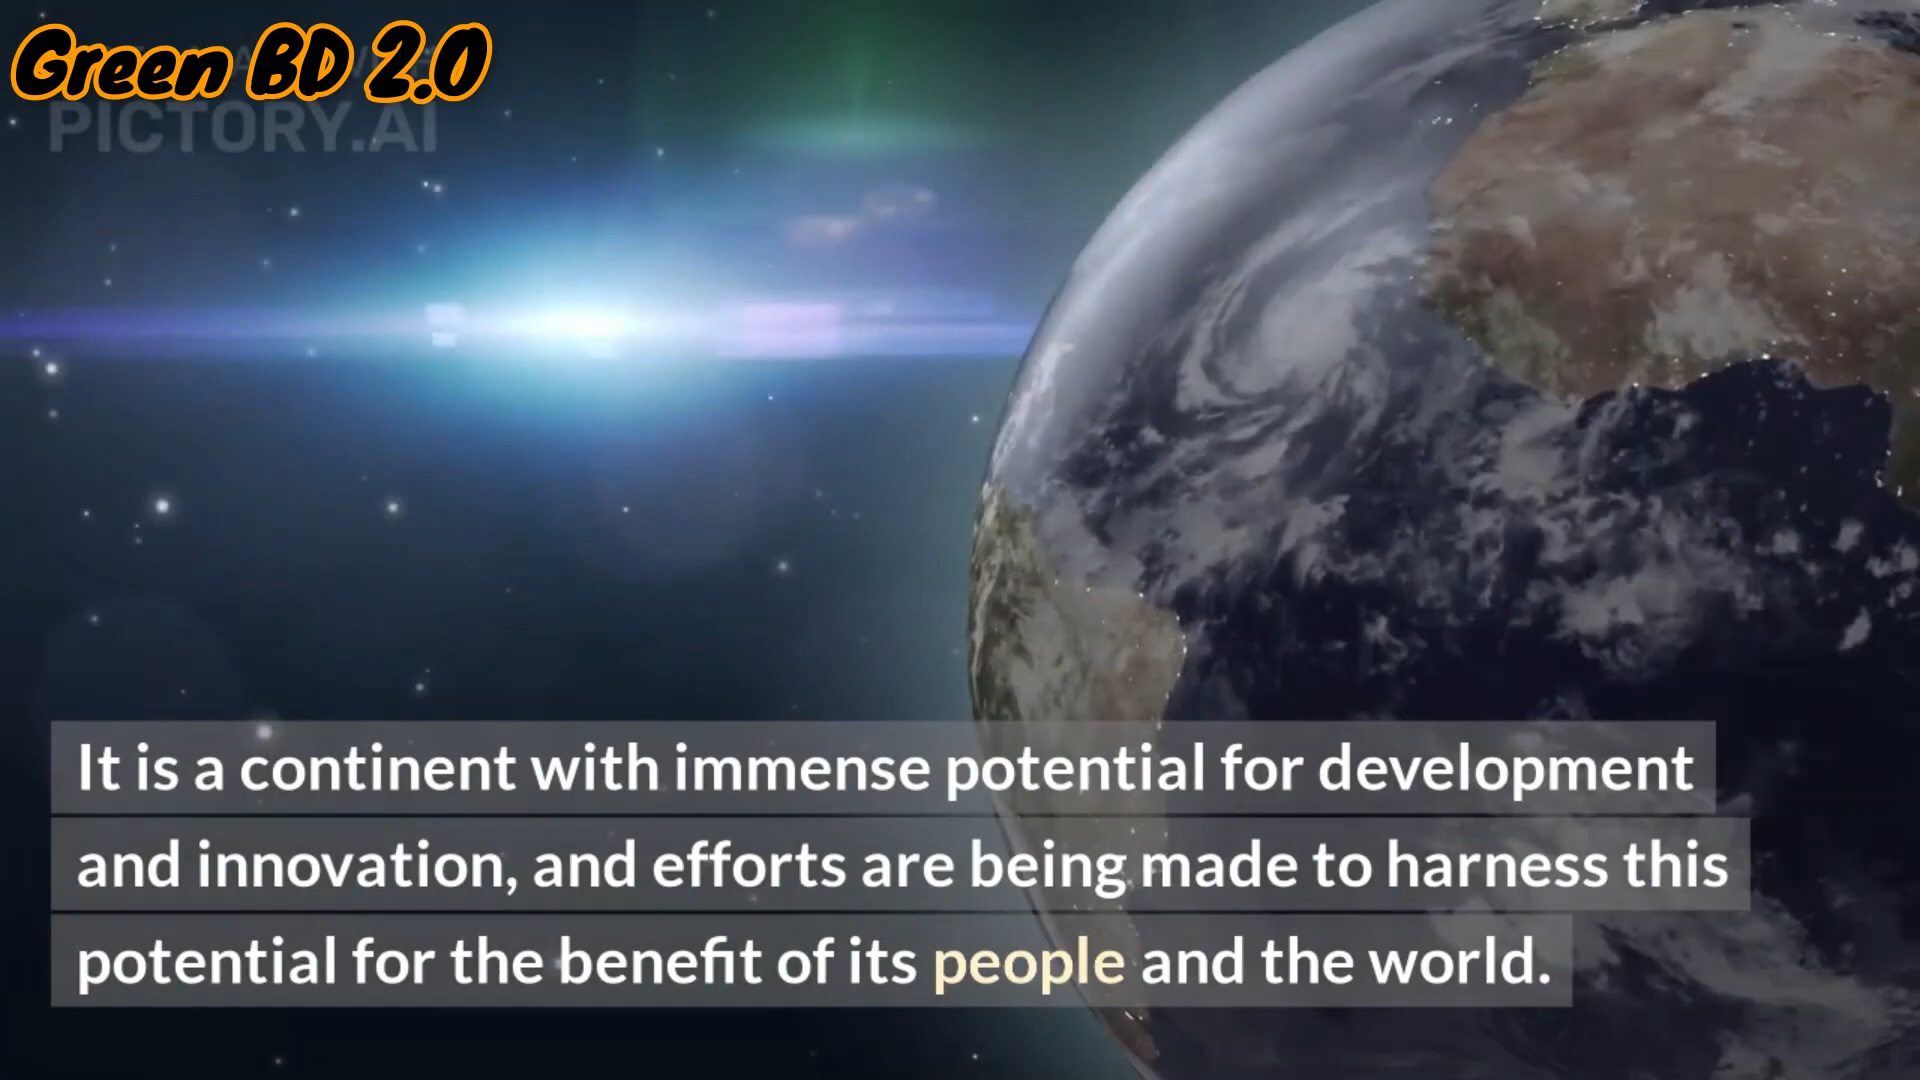 Green BD 2.0
PICTORY.AI
It is a continent with immense potential for development
and innovation, and efforts are being made to harness this
potential for the benefit of its people and the world.